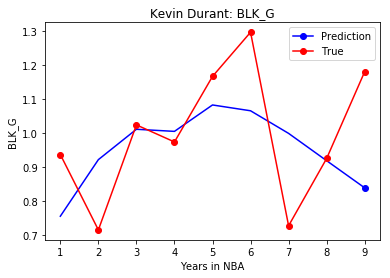 Kevin Durant: BLK_G
Prediction
True
1.3
1.2
1.1
1.0
0.9
0.8
0.7
BLK_G
1 2 3 4 5 6 7 8 9
Years in NBA